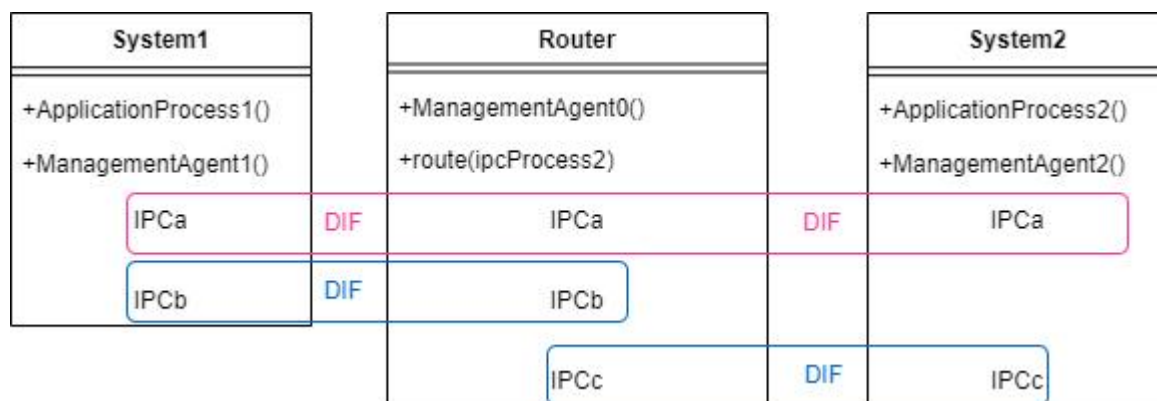 System1
Router
System2
+ApplicationProcess1()
+ManagementAgent1()
+ManagementAgent0()
+route(ipcProcess2)
+ApplicationProcess2()
+ManagementAgent2()
IPCa DIF IPCa DIF IPCa
IPCb DIF IPCb
IPCc DIF IPCc